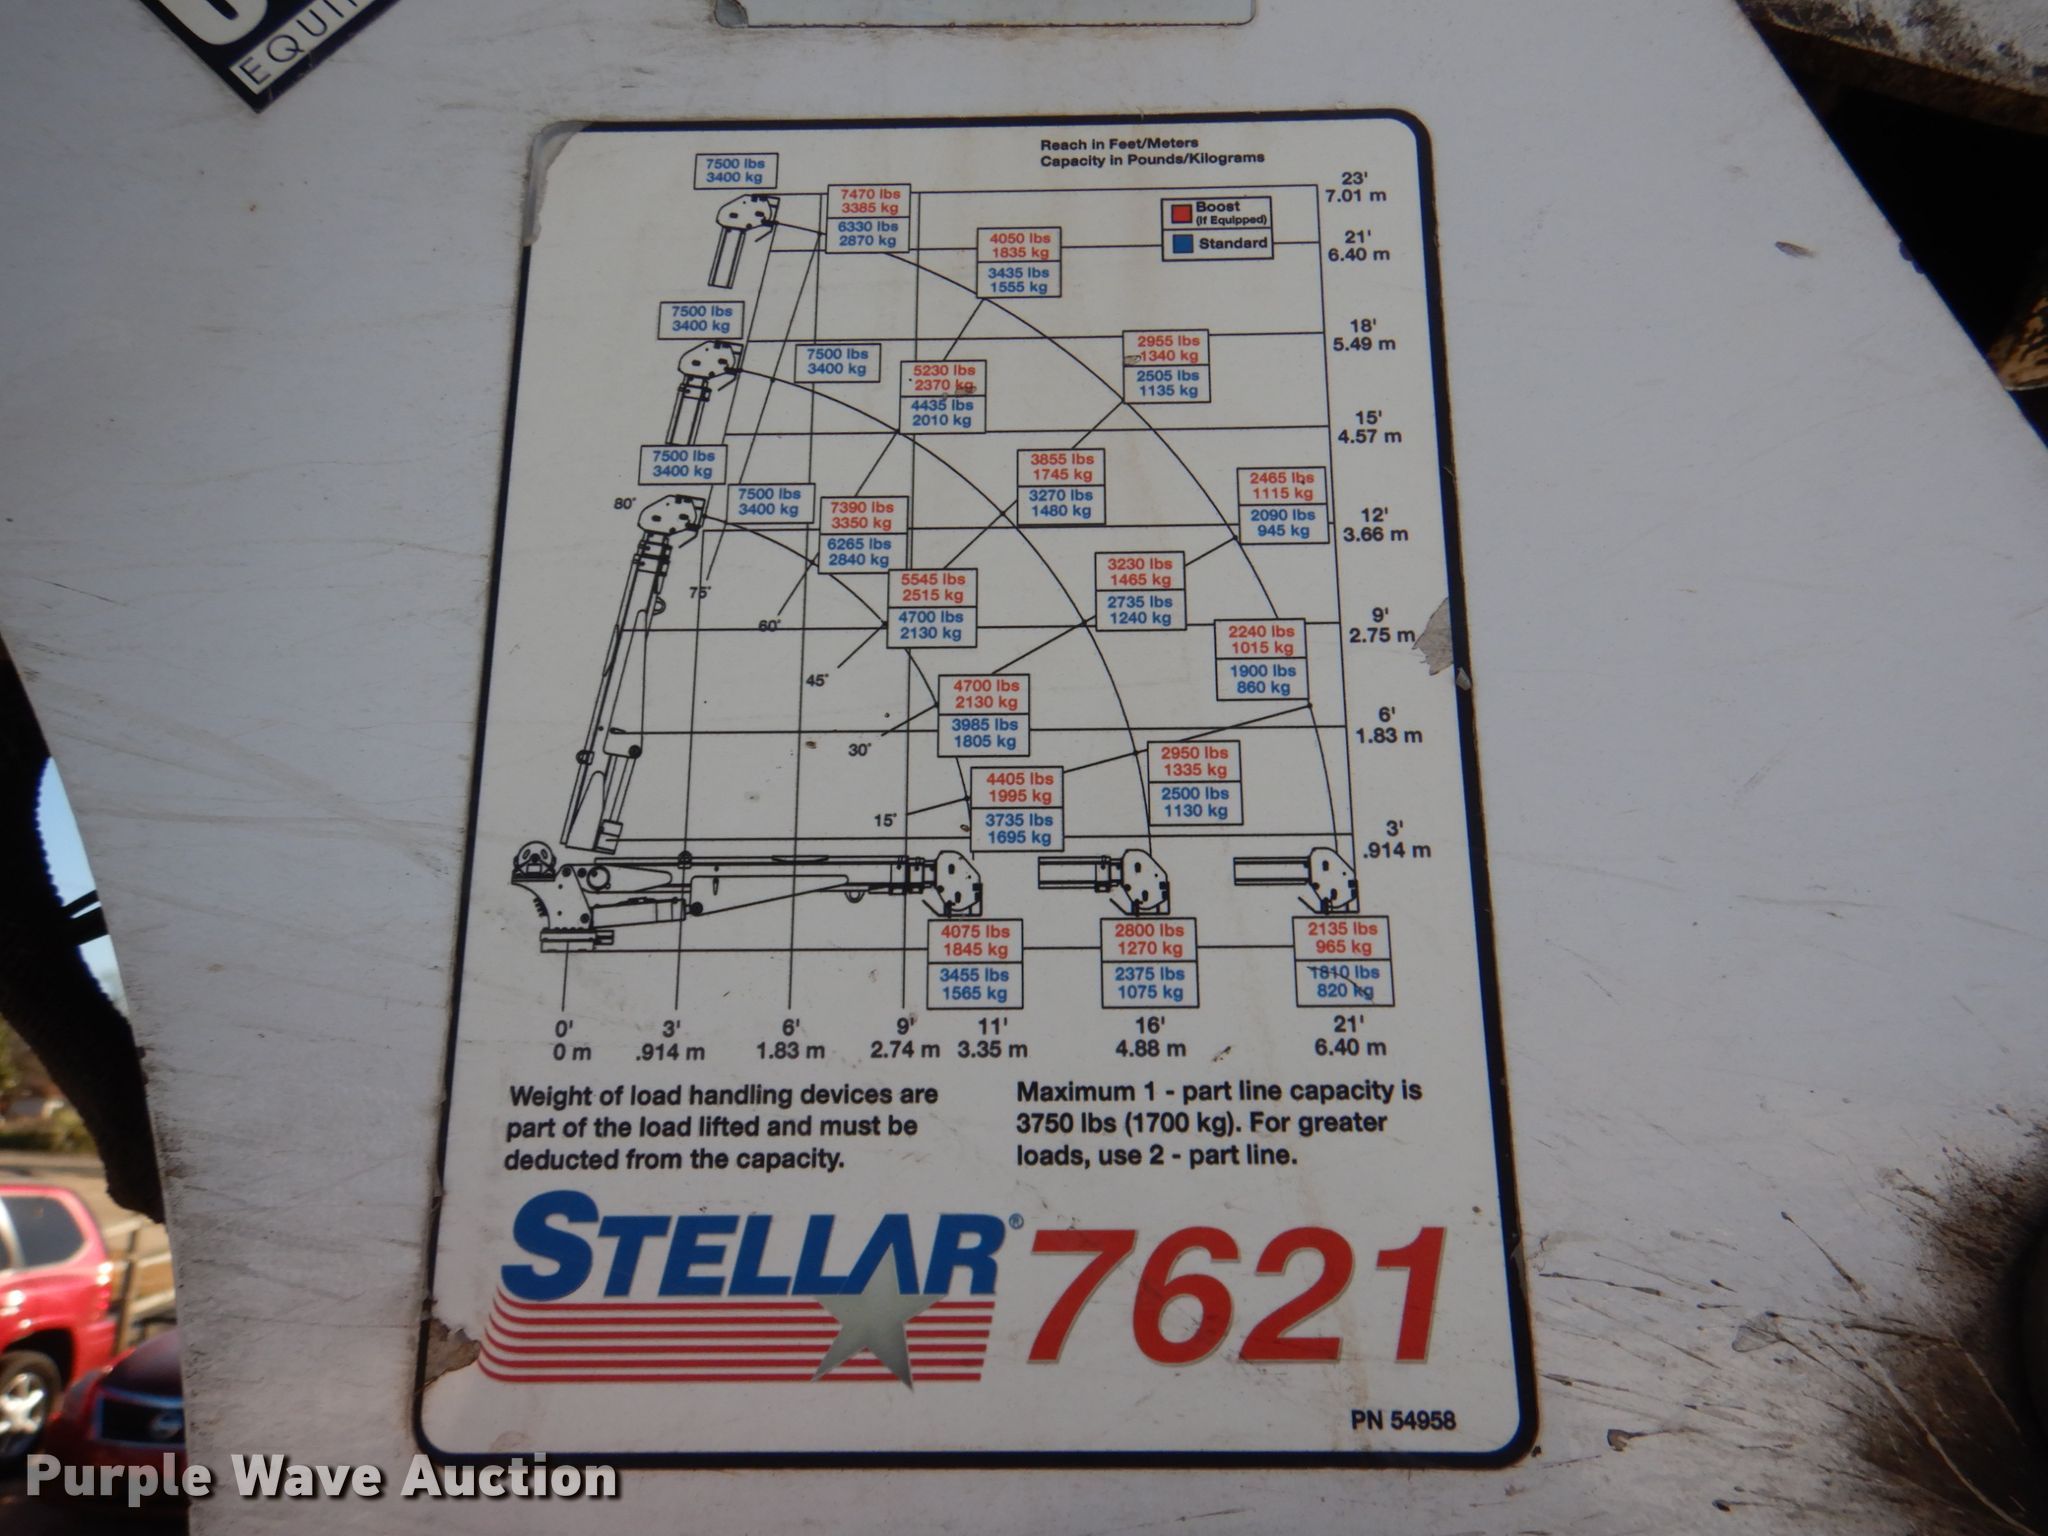 EQUI
Reach in Feet/Meters
Capacity in Pounds/Kilograms
7500 lbs
3400 kg
7470 lbs
3385 kg
6330 lbs
2870 kg
23'
7.01 m
Boost
(If Equipped)
Standard
4050 lbs
1835 kg
3435 lbs
1555 kg
21'
6.40 m
7500 lbs
3400 kg
7500 lbs
3400 kg
5230 lbs
2370 kg
4435 lbs
2010 kg
2955 lbs
1340 kg
2505 lbs
1135 kg
18'
5.49 m
15'
4.57 m
7500 lbs
3400 kg
80°
7500 lbs
3400 kg
7390 lbs
3350 kg
6265 lbs
2840 kg
3855 lbs
1745 kg
3270 lbs
1480 kg
2465 lbs
1115 kg
2090 lbs
945 kg
12'
3.66 m
75°
60°
5545 lbs
2515 kg
4700 lbs
2130 kg
3230 lbs
1465 kg
2735 lbs
1240 kg
9'
2.75 m
2240 lbs
1015 kg
1900 lbs
860 kg
45°
4700 lbs
2130 kg
3985 lbs
1805 kg
30°
6'
1.83 m
2950 lbs
1335 kg
2500 lbs
1130 kg
4405 lbs
1995 kg
3735 lbs
1695 kg
15°
3'
.914 m
4075 lbs
1845 kg
3455 lbs
1565 kg
2800 lbs
1270 kg
2375 lbs
1075 kg
2135 lbs
965 kg
1810 lbs
820 kg
0' 3' 6' 9' 11' 16' 21'
0 m .914 m 1.83 m 2.74 m 3.35 m 4.88 m 6.40 m
Weight of load handling devices are
part of the load lifted and must be
deducted from the capacity.
Maximum 1 - part line capacity is
3750 lbs (1700 kg). For greater
loads, use 2 - part line.
STELLAR® 7621
PN 54958
Purple Wave Auction